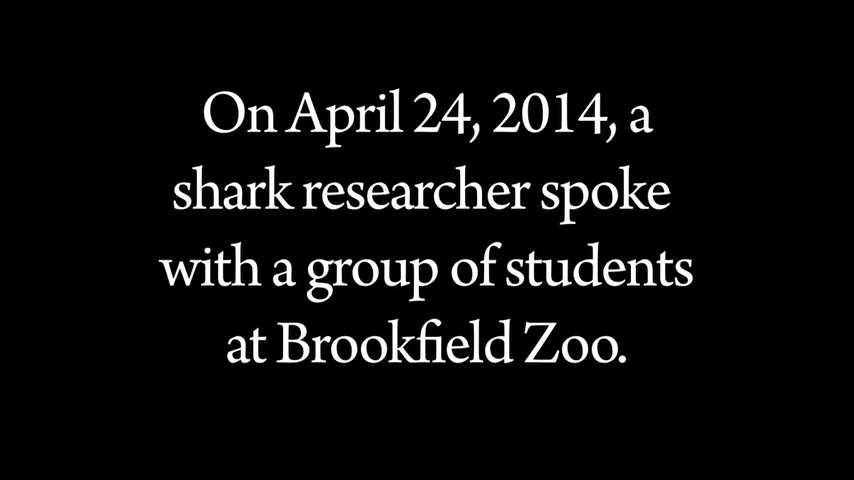 On April 24, 2014, a
shark researcher spoke
with a group of students
at Brookfield Zoo.